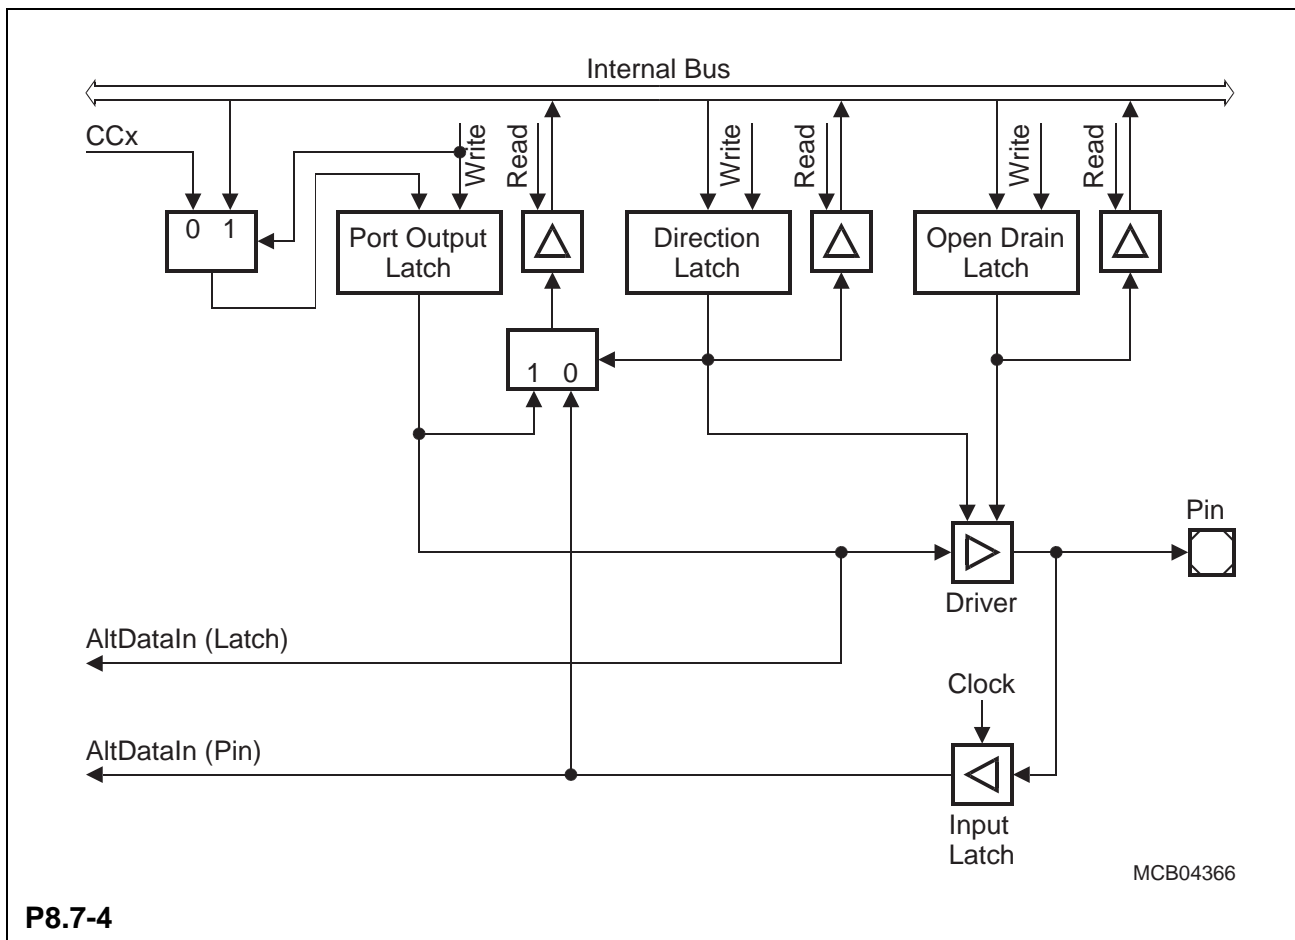 Internal Bus
CCx
Write
Read
Write
Read
Write
Read
0 1
Port Output
Latch
Direction
Latch
Open Drain
Latch
1 0
Pin
Driver
AltDataIn (Latch)
Clock
AltDataIn (Pin)
Input
Latch
MCB04366
P8.7-4